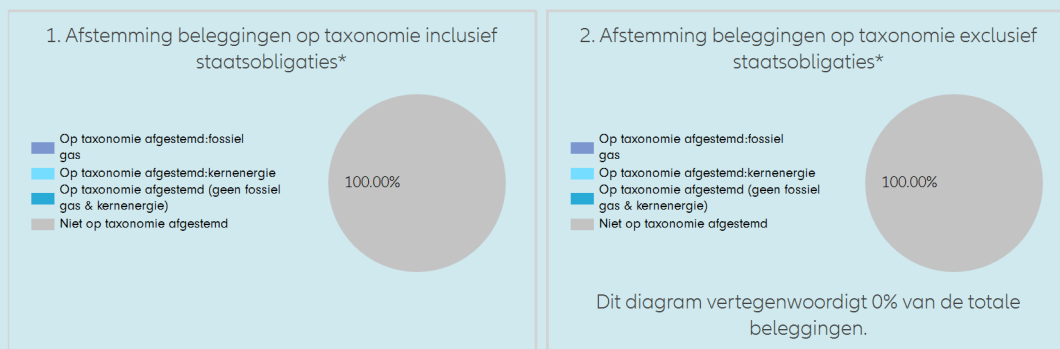 1. Afstemming beleggingen op taxonomie inclusief
staatsobligaties*
Op taxonomie afgestemd:fossiel
gas
Op taxonomie afgestemd:kernenergie
Op taxonomie afgestemd (geen fossiel
gas & kernenergie)
Niet op taxonomie afgestemd
100.00%
2. Afstemming beleggingen op taxonomie exclusief
staatsobligaties*
Op taxonomie afgestemd:fossiel
gas
Op taxonomie afgestemd:kernenergie
Op taxonomie afgestemd (geen fossiel
gas & kernenergie)
Niet op taxonomie afgestemd
100.00%
Dit diagram vertegenwoordigt 0% van de totale
beleggingen.